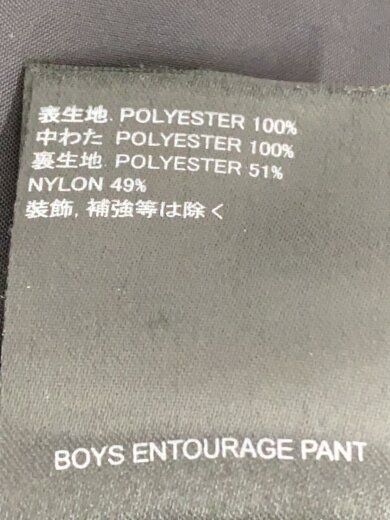 表生地. POLYESTER 100%
中わた POLYESTER 100%
裏生地. POLYESTER 51%
NYLON 49%
装飾, 補強等は除く
BOYS ENTOURAGE PANT